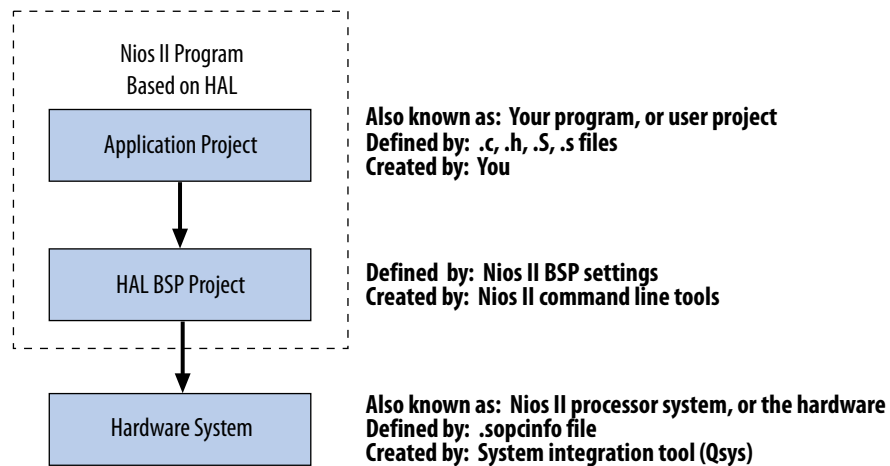 Nios II Program
Based on HAL
Application Project
Also known as: Your program, or user project
Defined by: .c, .h, .S, .s files
Created by: You
HAL BSP Project
Defined by: Nios II BSP settings
Created by: Nios II command line tools
Hardware System
Also known as: Nios II processor system, or the hardware
Defined by: .sopcinfo file
Created by: System integration tool (Qsys)